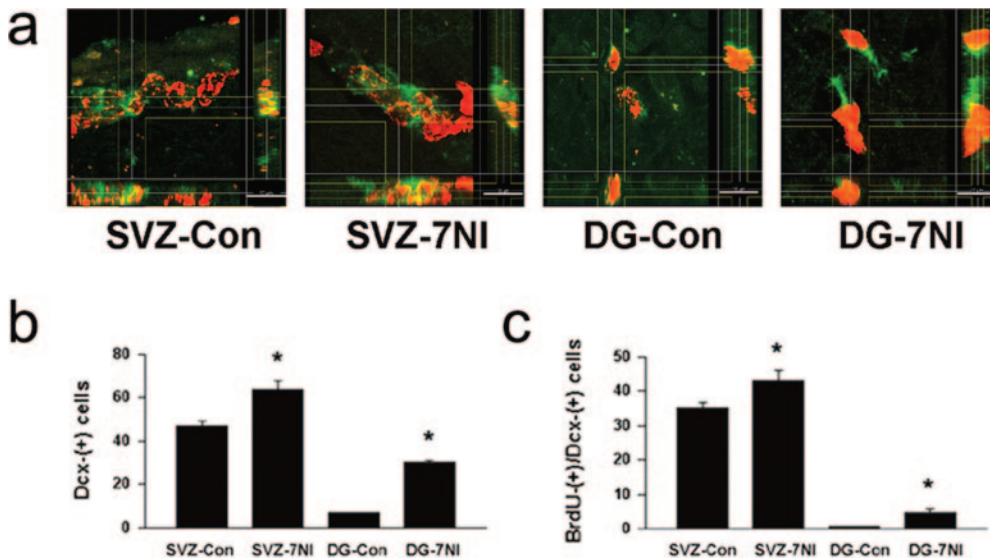 a
SVZ-Con SVZ-7NI DG-Con DG-7NI
b
Dcx-(+) cells
80
60
40
20
0
*
*
SVZ-Con SVZ-7NI DG-Con DG-7NI
c
BrdU-(+)/Dcx-(+) cells
50
40
30
20
10
0
*
*
SVZ-Con SVZ-7NI DG-Con DG-7NI